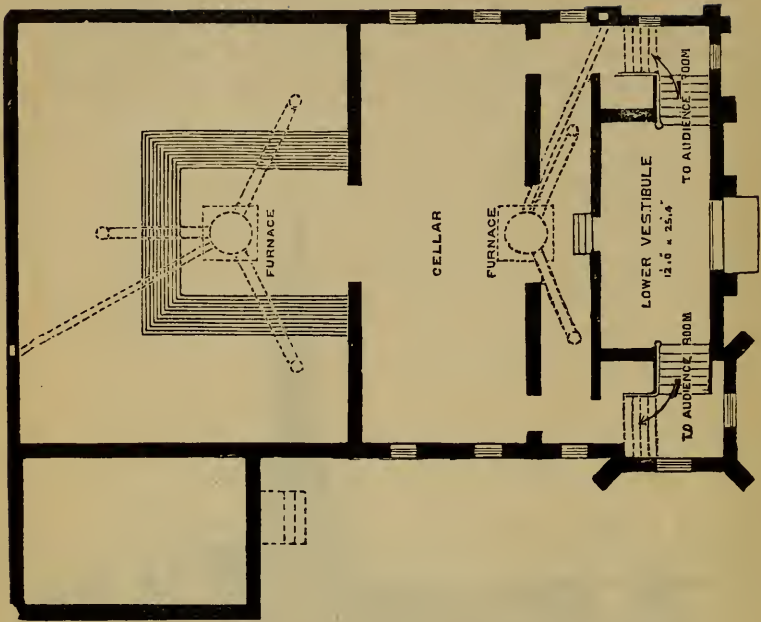 FURNACE
CELLAR
FURNACE
LOWER VESTIBULE
12.0 x 25.4
TO AUDIENCE ROOM
TO AUDIENCE ROOM